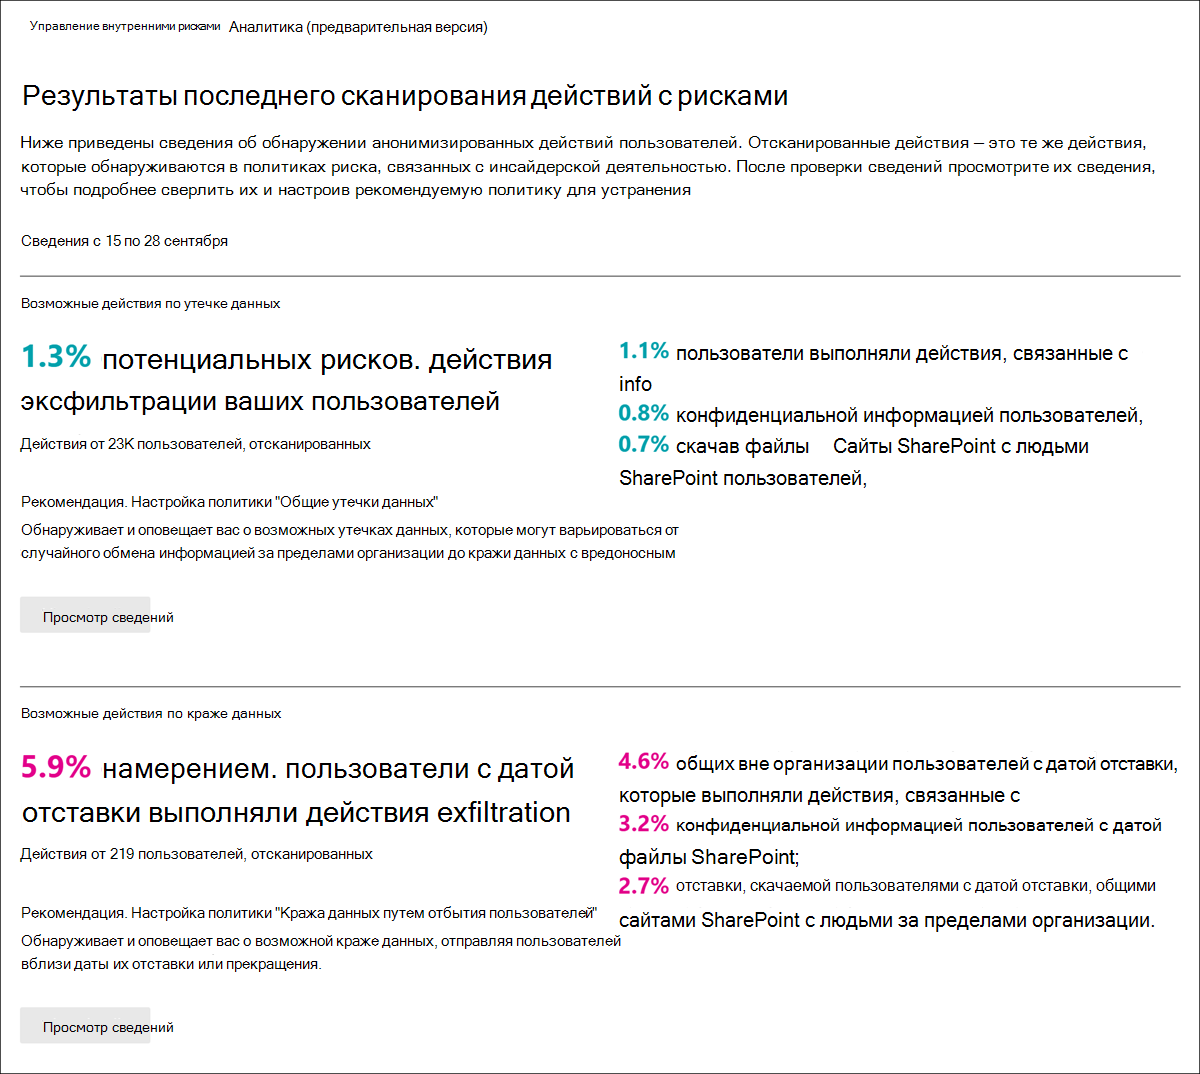 Управление внутренними рисками Аналитика (предварительная версия)
Результаты последнего сканирования действий с рисками
Ниже приведены сведения об обнаружении анонимизированных действий пользователей. Отсканированные действия – это те же действия,
которые обнаруживаются в политиках риска, связанных с инсайдерской деятельностью. После проверки сведений просмотрите их сведения,
чтобы подробнее сверлить их и настроив рекомендуемую политику для устранения
Сведения с 15 по 28 сентября
Возможные действия по утечке данных
1.3% потенциальных рисков. действия
эксфильтрации ваших пользователей
Действия от 23K пользователей, отсканированных
Рекомендация. Настройка политики "Общие утечки данных"
Обнаруживает и оповещает вас о возможных утечках данных, которые могут варьироваться от
случайного обмена информацией за пределами организации до кражи данных с вредоносным
Просмотр сведений
1.1% пользователи выполняли действия, связанные с
info
0.8% конфиденциальной информацией пользователей,
0.7% скачав файлы Сайты SharePoint с людьми
SharePoint пользователей,
Возможные действия по краже данных
5.9% намерением. пользователи с датой
отставки выполняли действия exfiltration
Действия от 219 пользователей, отсканированных
Рекомендация. Настройка политики "Кража данных путем отбытия пользователей"
Обнаруживает и оповещает вас о возможной краже данных, отправляя пользователей
вблизи даты их отставки или прекращения.
Просмотр сведений
4.6% общих вне организации пользователей с датой отставки,
которые выполняли действия, связанные с
3.2% конфиденциальной информацией пользователей с датой
файлы SharePoint;
2.7% отставки, скачаемой пользователями с датой отставки, общими
сайтами SharePoint с людьми за пределами организации.